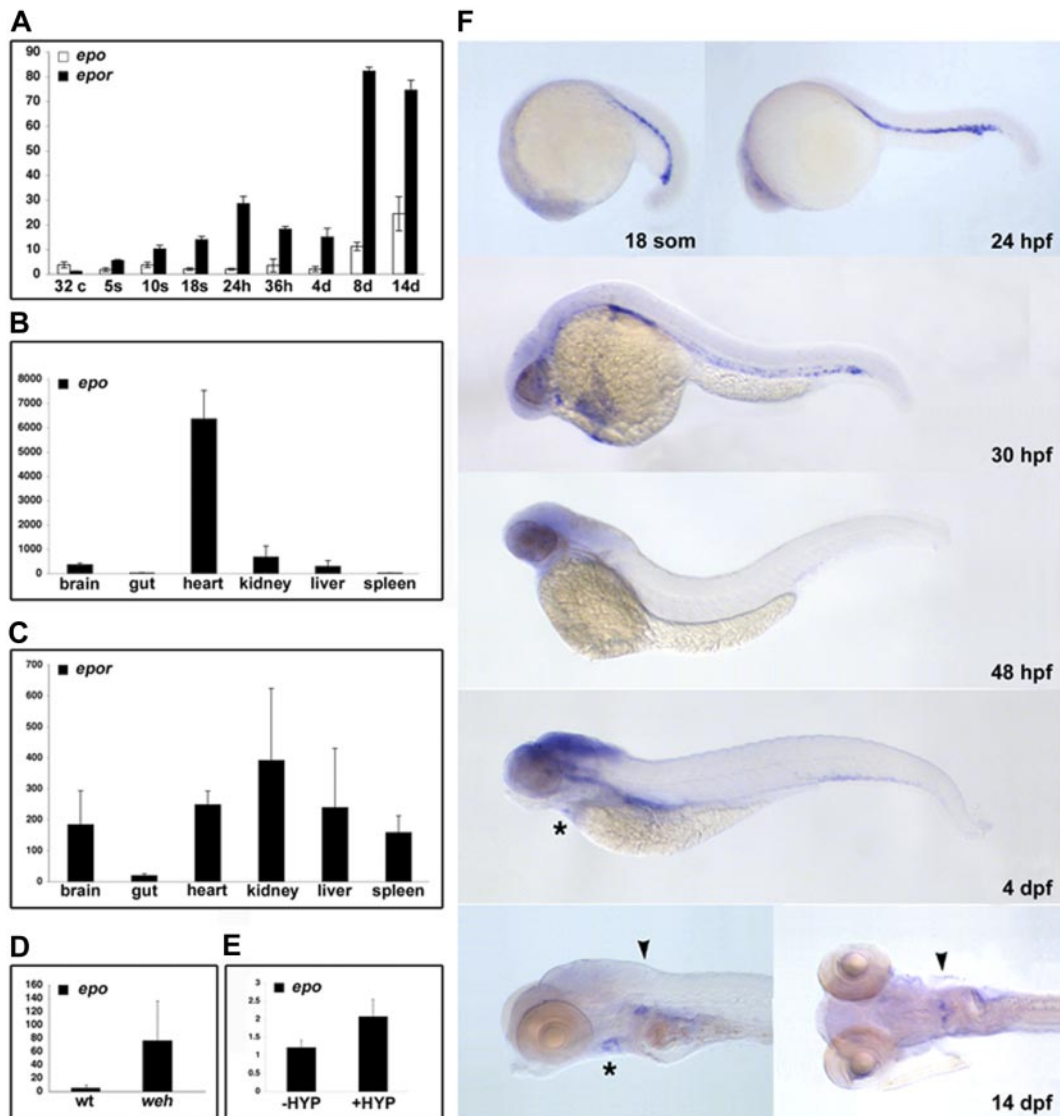 A
epo
epor
90
80
70
60
50
40
30
20
10
0
32 c 5s 10s 18s 24h 36h 4d 8d 14d
B
epo
8000
7000
6000
5000
4000
3000
2000
1000
0
brain gut heart kidney liver spleen
C
epor
700
600
500
400
300
200
100
0
brain gut heart kidney liver spleen
D
epo
160
140
120
100
80
60
40
20
0
wt weh
E
epo
3
2.5
2
1.5
1
0.5
0
-HYP +HYP
F
18 som
24 hpf
30 hpf
48 hpf
*
4 dpf
*
14 dpf